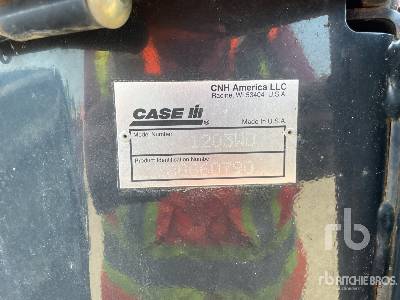 CNH America LLC
Racine, WI 53404 U.S.A.
CASE IH
®
Made In U.S.A.
Model Number
Product Identification Number
rb
RITCHIE BROS.